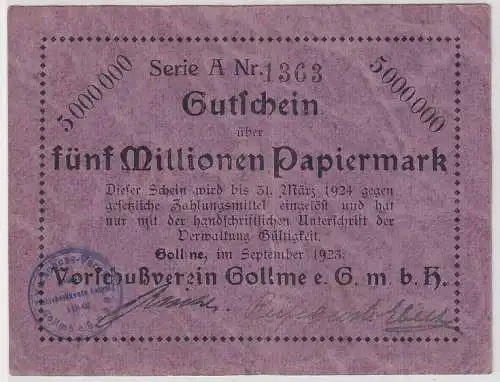 5000000
5000000
Serie A Nr. 1363
Gutschein
über
fünf Millionen Papiermark
Dieser Schein wird bis 31. März 1924 gegen
gesetzliche Zahlungsmittel eingelöst und hat
nur mit der handschriftlichen Unterschrift der
Verwaltung Gültigkeit.
Gollme, im September 1923.
Vorschußverein Gollme e. G. m. b. H.
Gollme e. G.